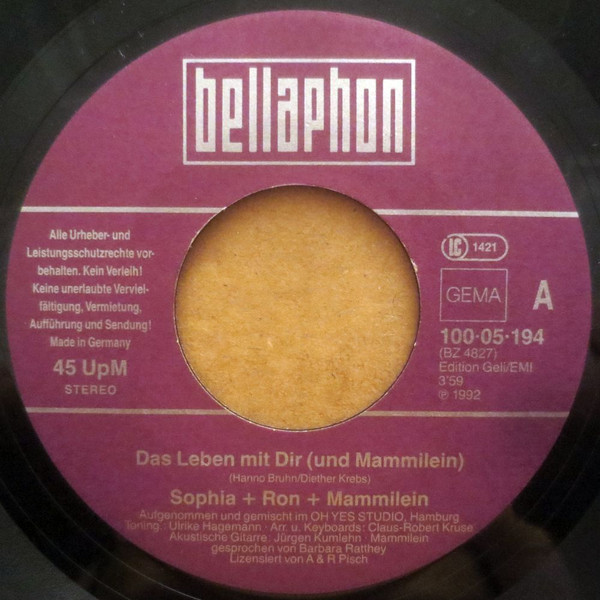 bellaphon
Alle Urheber- und
Leistungsschutzrechte vor-
behalten. Kein Verleih!
Keine unerlaubte Verviel-
fältigung, Vermietung,
Aufführung und Sendung!
Made in Germany
45 UpM
STEREO
LC 1421
GEMA
A
100·05·194
(BZ 4827)
Edition Geli/EMI
3'59
℗ 1992
Das Leben mit Dir (und Mammilein)
(Hanno Bruhn/Diether Krebs)
Sophia + Ron + Mammilein
Aufgenommen und gemischt im OH YES STUDIO, Hamburg
Toning.: Ulrike Hagemann · Arr. u. Keyboards: Claus-Robert Kruse
Akustische Gitarre: Jürgen Kumlehn Mammilein
gesprochen von Barbara Ratthey
Lizensiert von A & R Pisch